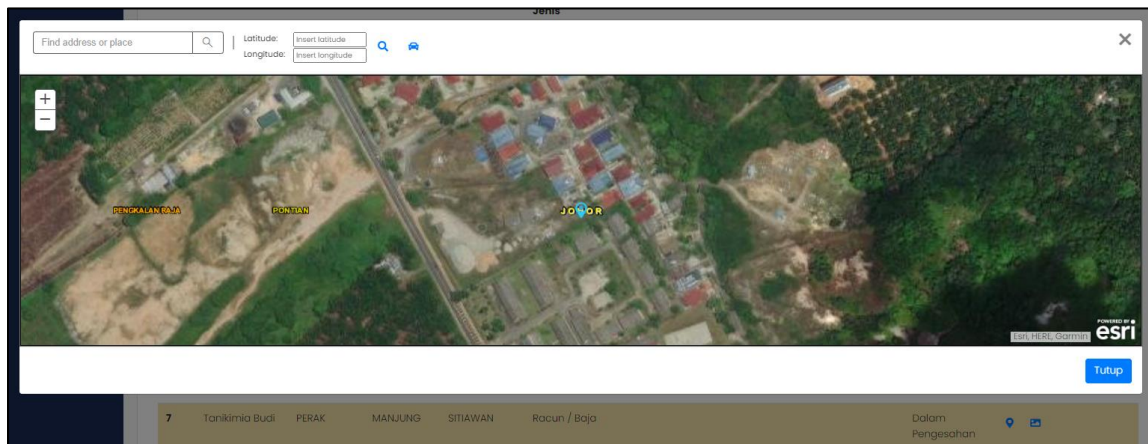 Jenis
Find address or place
Latitude: Insert latitude
Longitude: Insert longitude
×
+
−
PENGKALAN RAJA PONTIAN JOHOR
POWERED BY
esri
Esri, HERE, Garmin
Tutup
7 Tanikimia Budi PERAK MANJUNG SITIAWAN Racun / Baja Dalam
Pengesahan